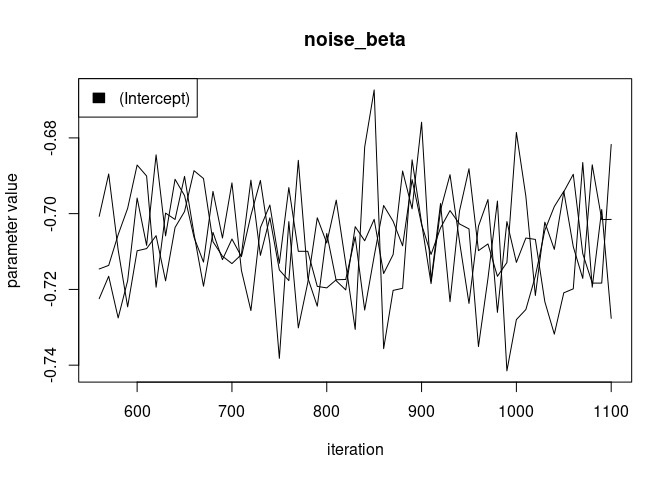 noise_beta
(Intercept)
parameter value
-0.68
-0.70
-0.72
-0.74
600 700 800 900 1000 1100
iteration